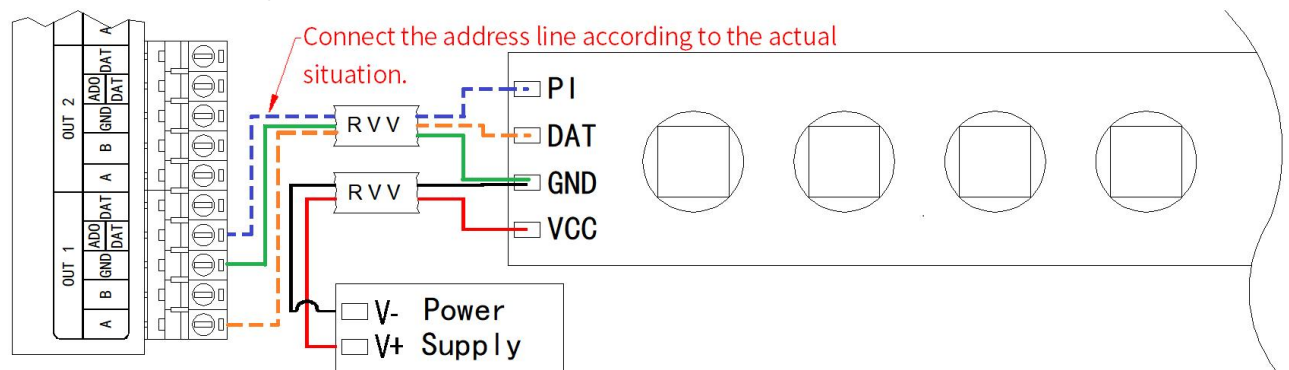 Connect the address line according to the actual
situation.
A
DAT
ADO
DAT
GND
B
A
OUT 2
DAT
ADO
DAT
GND
B
A
OUT 1
RVV
RVV
PI
DAT
GND
VCC
V- Power
V+ Supply